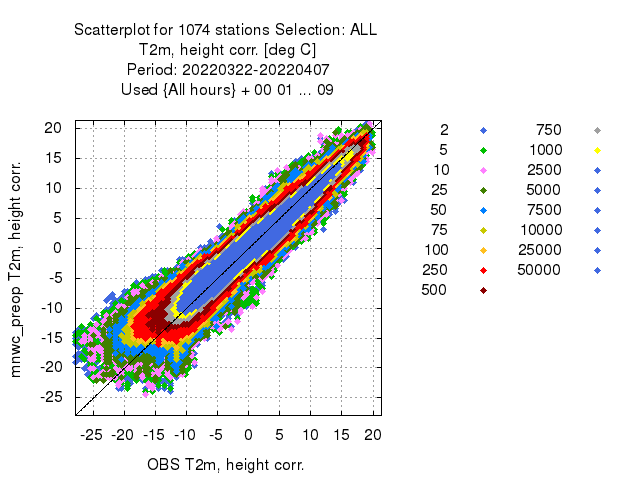 Scatterplot for 1074 stations Selection: ALL
T2m, height corr. [deg C]
Period: 20220322-20220407
Used {All hours} + 00 01 ... 09
mnwc_preop T2m, height corr.
20
15
10
5
0
-5
-10
-15
-20
-25
-25 -20 -15 -10 -5 0 5 10 15 20
OBS T2m, height corr.
2 750
5 1000
10 2500
25 5000
50 7500
75 10000
100 25000
250 50000
500